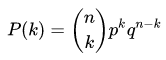 P(k) = \binom{n}{k} p^k q^{n-k}